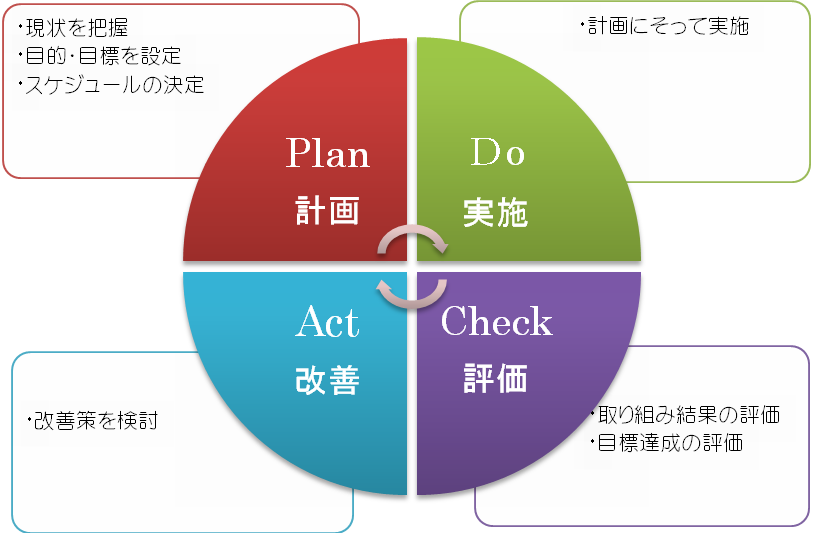 ・現状を把握
・目的・目標を設定
・スケジュールの決定
Plan
計画
・計画にそって実施
Do
実施
Act
改善
・改善策を検討
Check
評価
・取り組み結果の評価
・目標達成の評価